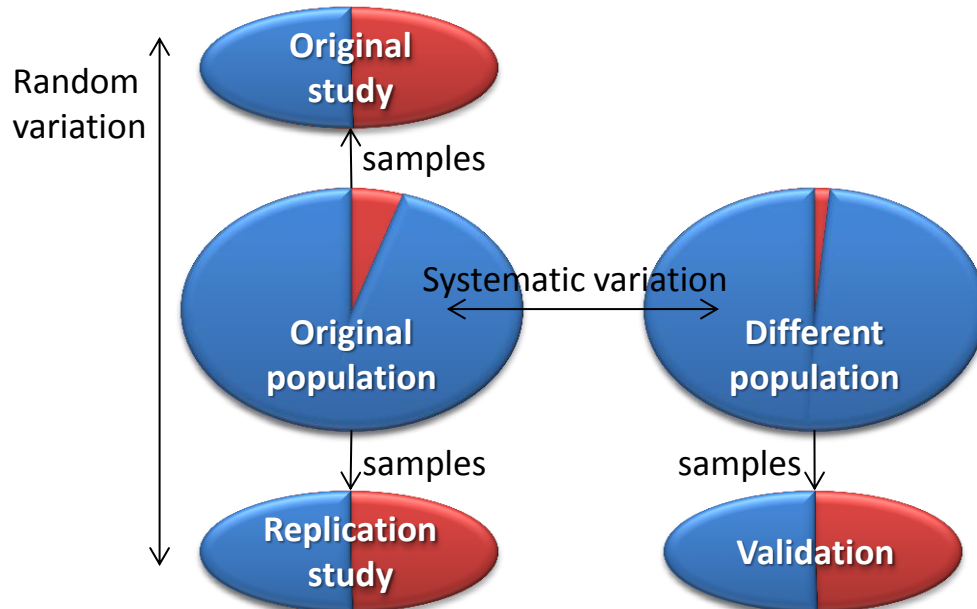 Original
study
Random
variation
samples
Systematic variation
Original
population
Different
population
samples
samples
Replication
study
Validation